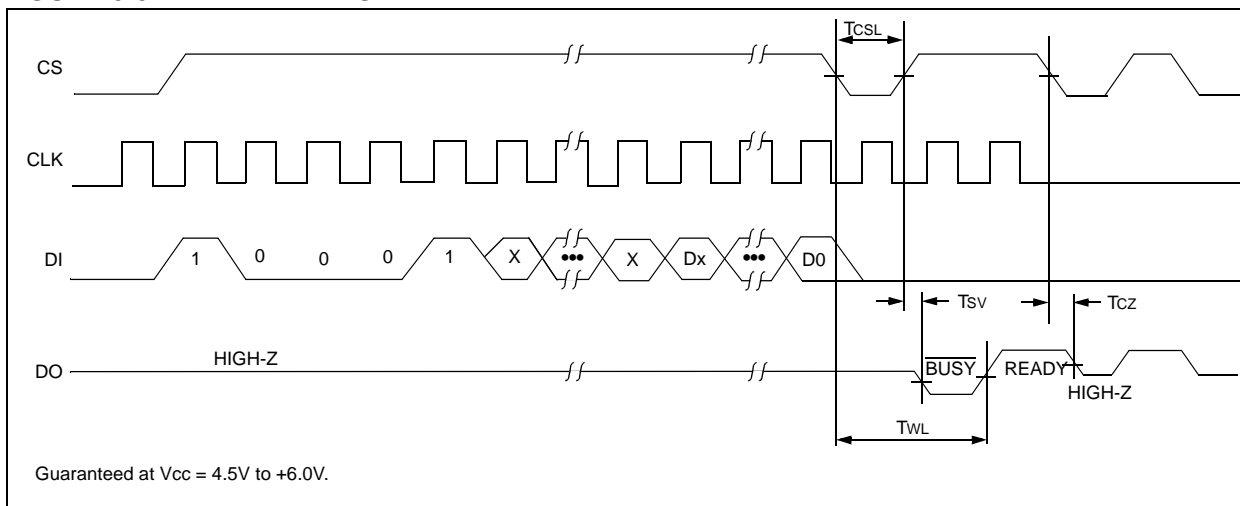 TCSL
CS
CLK
DI
1 0 0 0 1 X ••• X Dx ••• D0
TSV
TCZ
DO
HIGH-Z
BUSY
READY
HIGH-Z
TWL
Guaranteed at Vcc = 4.5V to +6.0V.